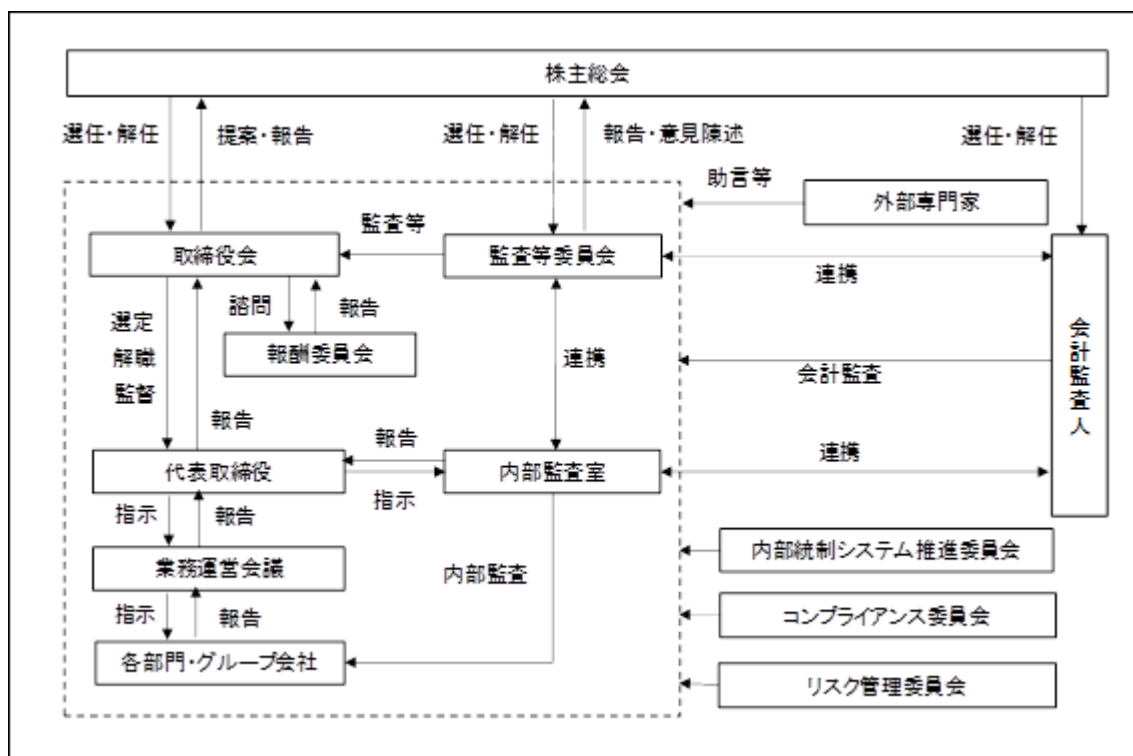 株主総会
選任・解任
提案・報告
選任・解任
報告・意見陳述
選任・解任
助言等
外部専門家
監査等
取締役会
監査等委員会
連携
諮問
報告
選定
解職
監督
報酬委員会
連携
会計監査
会計監査人
報告
報告
代表取締役
内部監査室
連携
指示
指示
報告
業務運営会議
内部監査
内部統制システム推進委員会
指示
報告
コンプライアンス委員会
各部門・グループ会社
リスク管理委員会